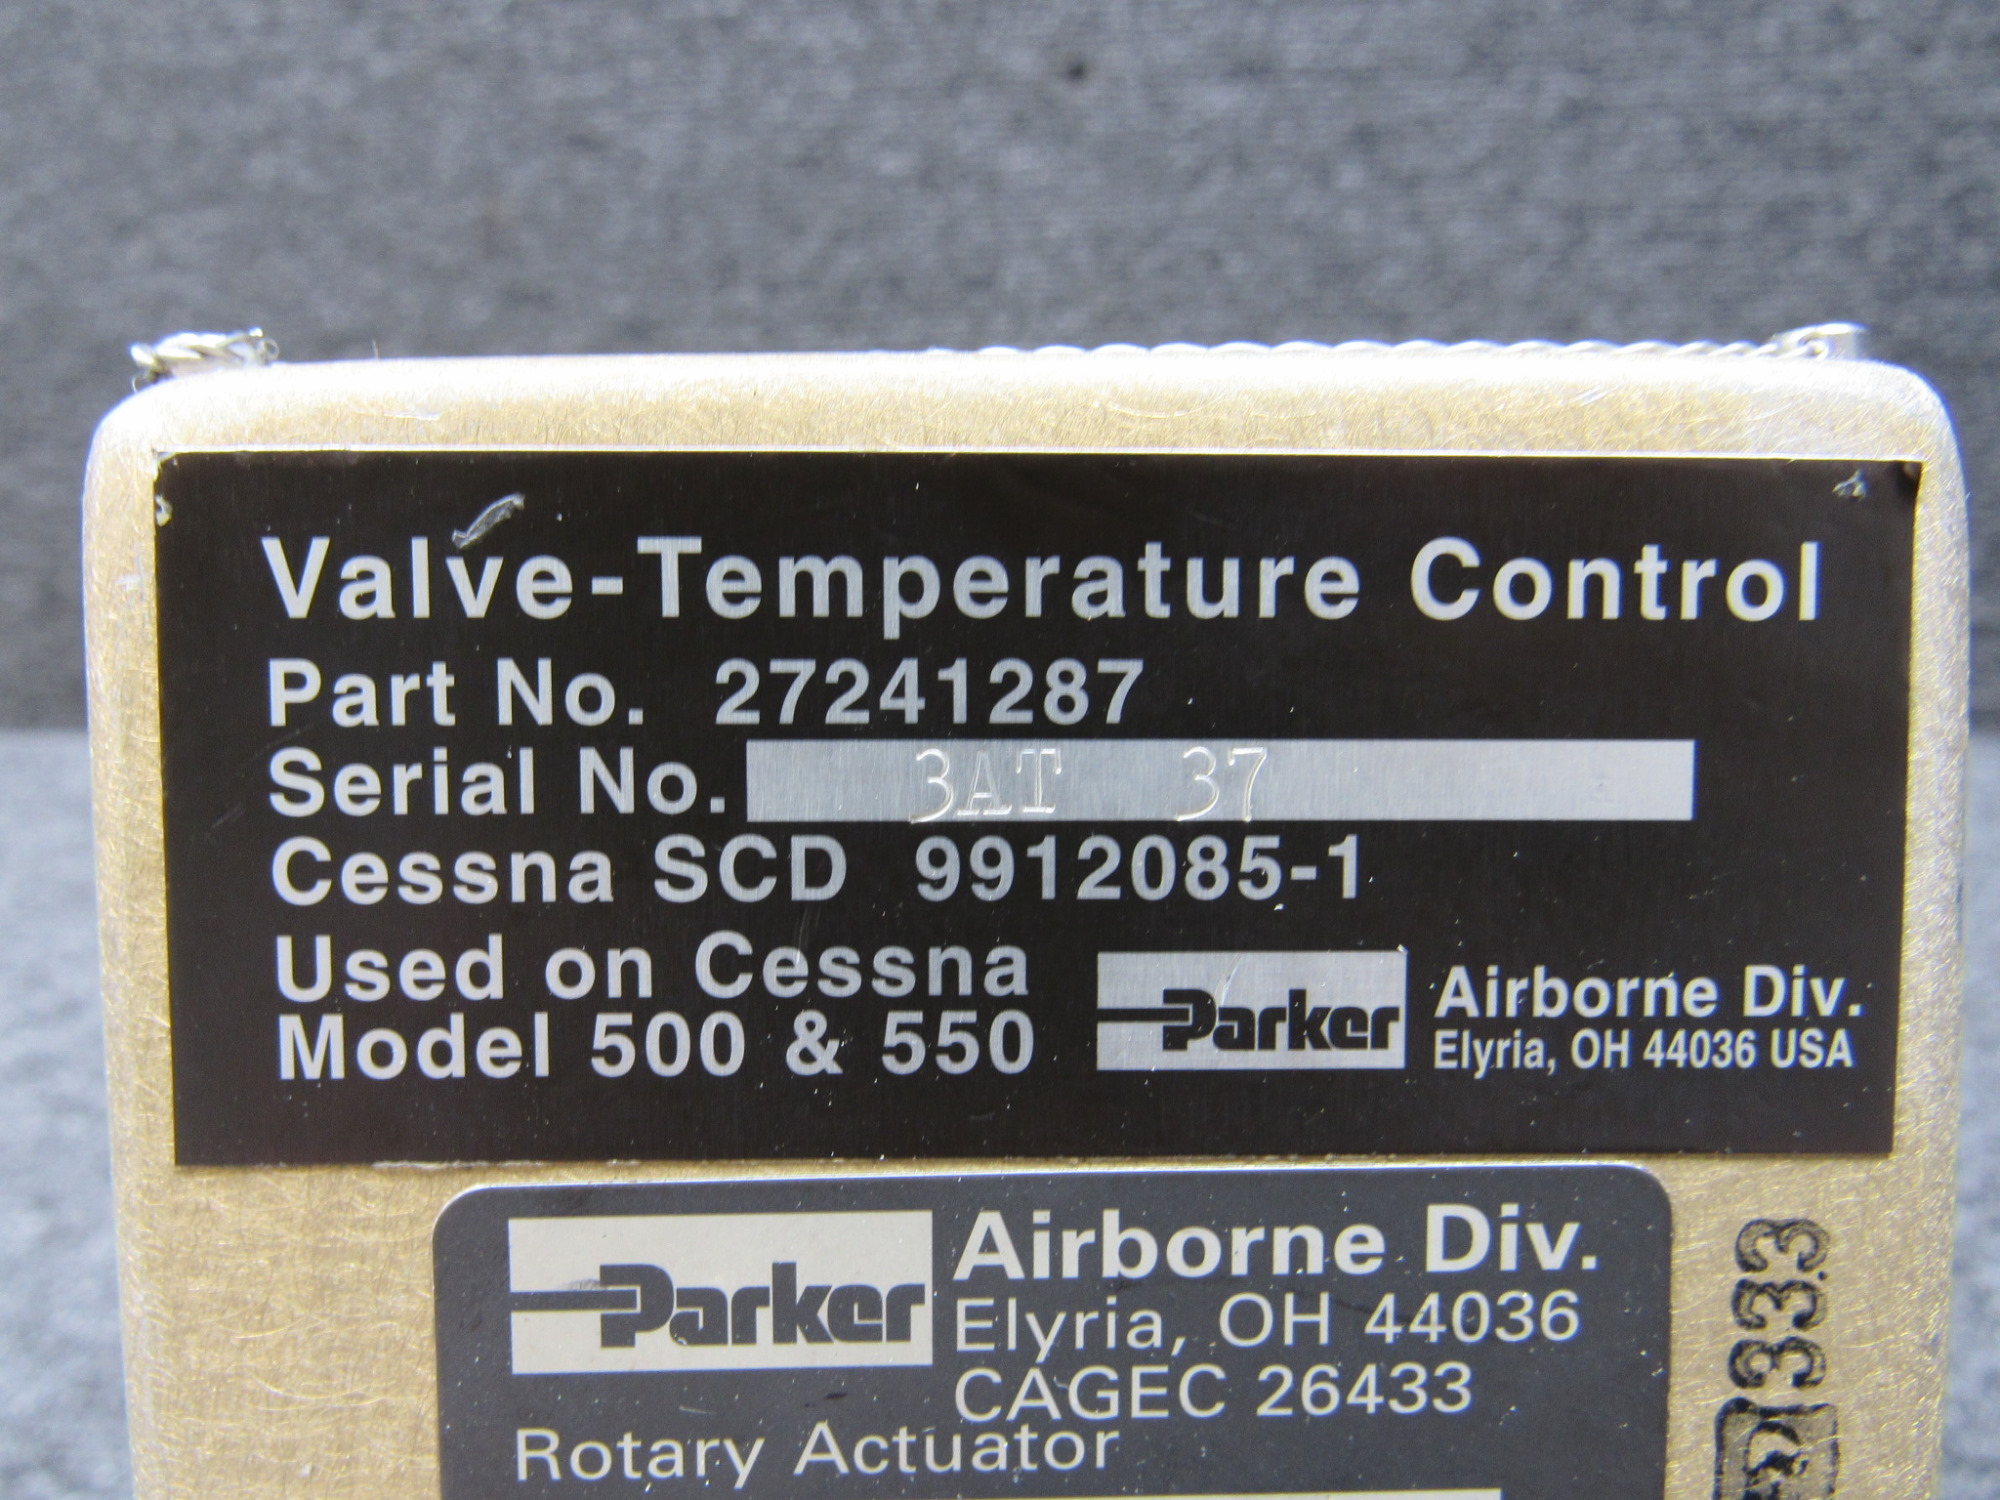 Valve-Temperature Control
Part No. 27241287
Serial No. 3AT 37
Cessna SCD 9912085-1
Used on Cessna
Model 500 & 550
Parker
Airborne Div.
Elyria, OH 44036 USA
Parker
Airborne Div.
Elyria, OH 44036
CAGEC 26433
Rotary Actuator
333